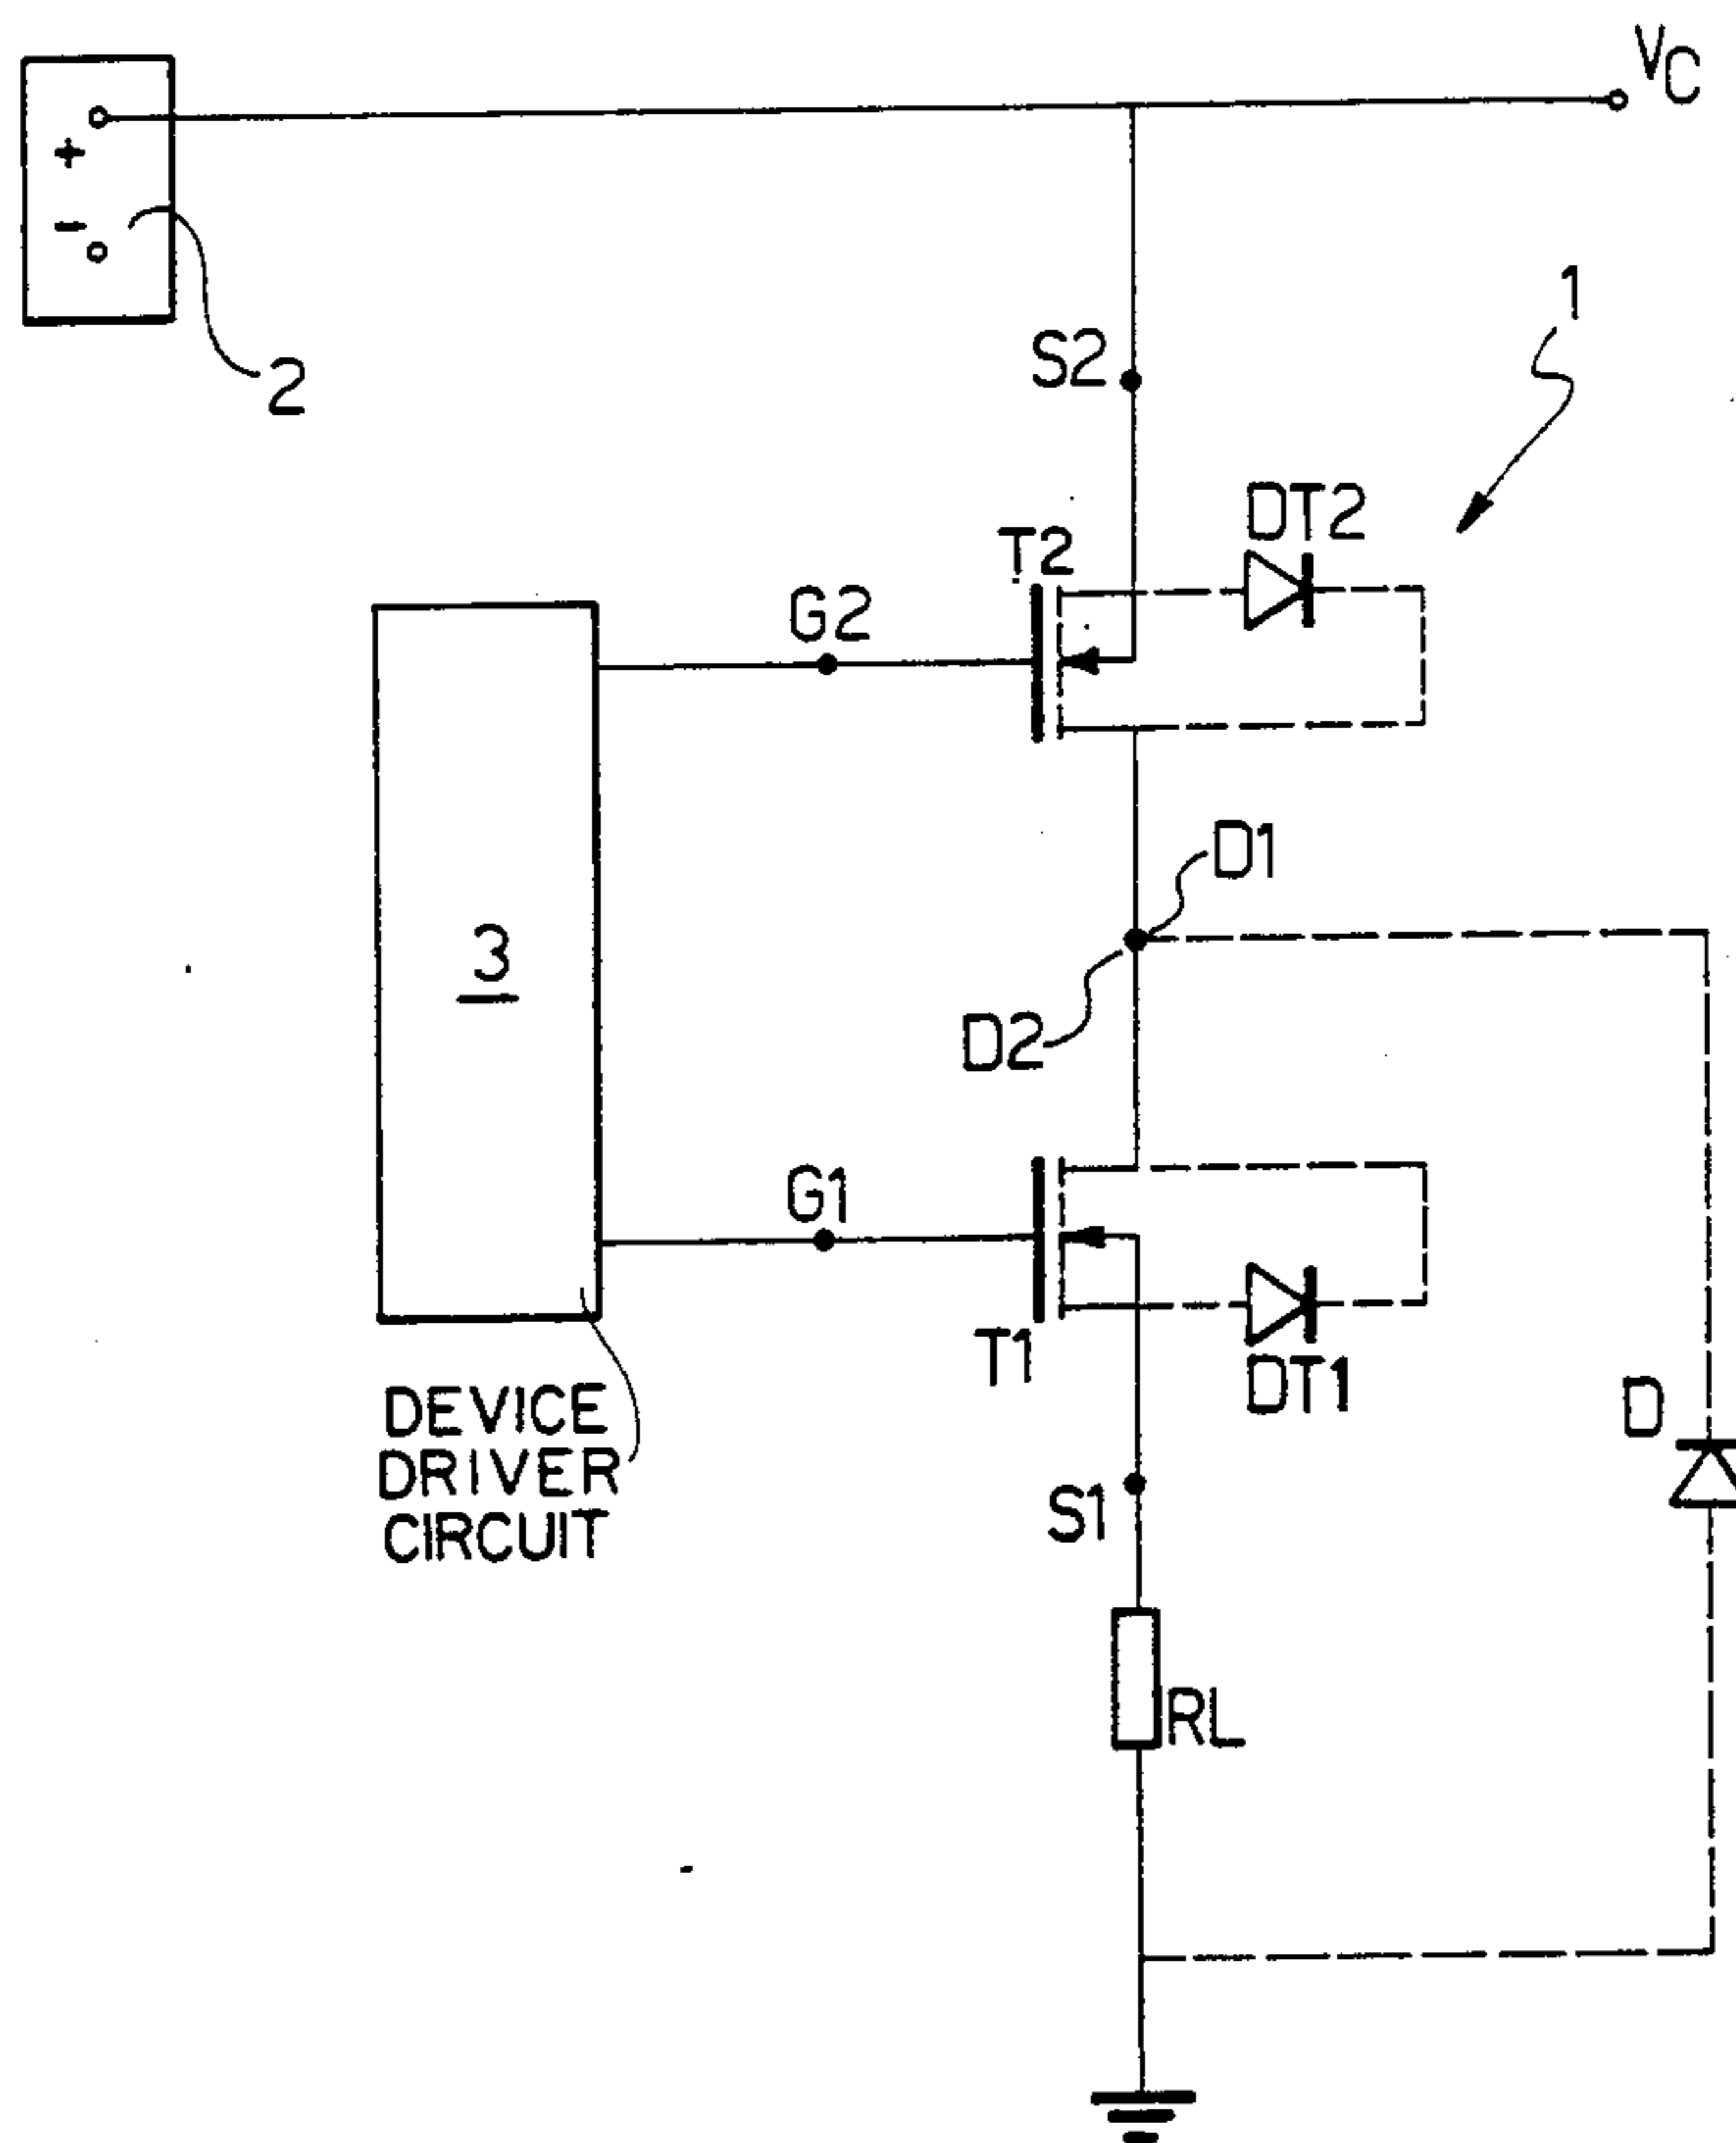 VC
+
-
2
S2
1
DT2
T2
G2
D1
3
D2
G1
T1
DT1
D
DEVICE
DRIVER
CIRCUIT
S1
RL